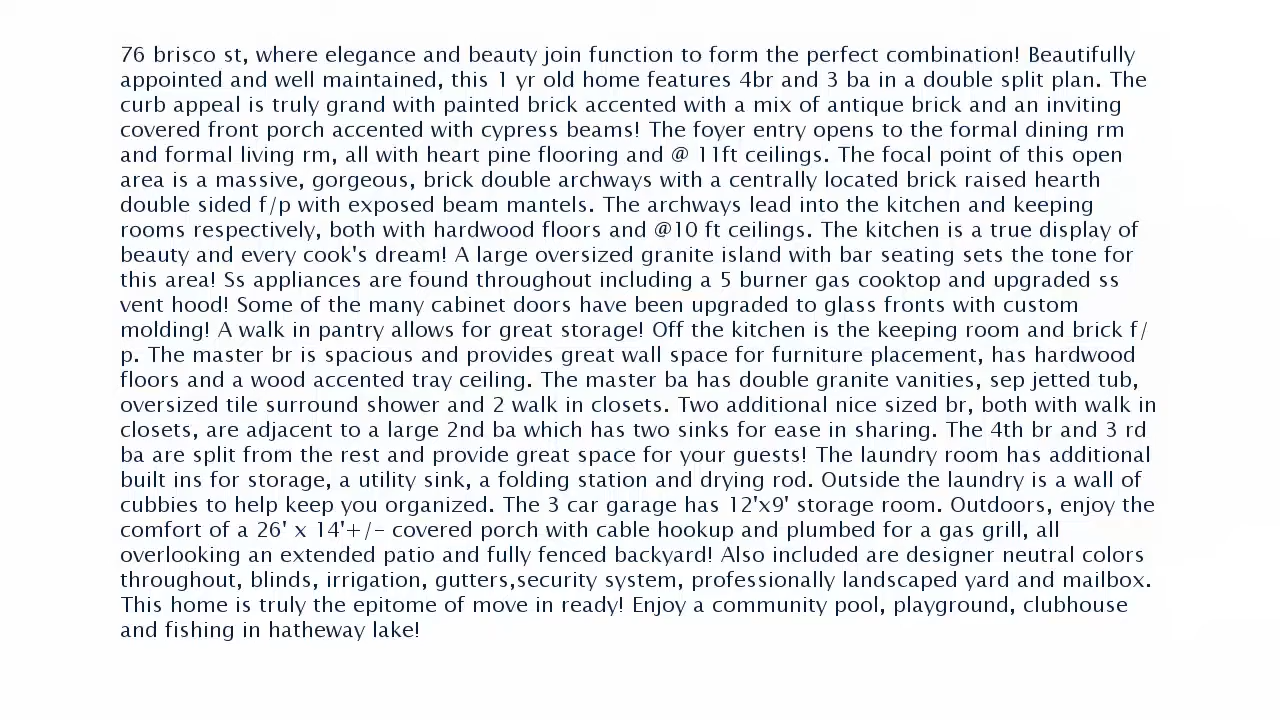 76 brisco st, where elegance and beauty join function to form the perfect combination! Beautifully
appointed and well maintained, this 1 yr old home features 4br and 3 ba in a double split plan. The
curb appeal is truly grand with painted brick accented with a mix of antique brick and an inviting
covered front porch accented with cypress beams! The foyer entry opens to the formal dining rm
and formal living rm, all with heart pine flooring and @ 11ft ceilings. The focal point of this open
area is a massive, gorgeous, brick double archways with a centrally located brick raised hearth
double sided f/p with exposed beam mantels. The archways lead into the kitchen and keeping
rooms respectively, both with hardwood floors and @10 ft ceilings. The kitchen is a true display of
beauty and every cook's dream! A large oversized granite island with bar seating sets the tone for
this area! Ss appliances are found throughout including a 5 burner gas cooktop and upgraded ss
vent hood! Some of the many cabinet doors have been upgraded to glass fronts with custom
molding! A walk in pantry allows for great storage! Off the kitchen is the keeping room and brick f/
p. The master br is spacious and provides great wall space for furniture placement, has hardwood
floors and a wood accented tray ceiling. The master ba has double granite vanities, sep jetted tub,
oversized tile surround shower and 2 walk in closets. Two additional nice sized br, both with walk in
closets, are adjacent to a large 2nd ba which has two sinks for ease in sharing. The 4th br and 3 rd
ba are split from the rest and provide great space for your guests! The laundry room has additional
built ins for storage, a utility sink, a folding station and drying rod. Outside the laundry is a wall of
cubbies to help keep you organized. The 3 car garage has 12'x9' storage room. Outdoors, enjoy the
comfort of a 26' x 14'+/- covered porch with cable hookup and plumbed for a gas grill, all
overlooking an extended patio and fully fenced backyard! Also included are designer neutral colors
throughout, blinds, irrigation, gutters,security system, professionally landscaped yard and mailbox.
This home is truly the epitome of move in ready! Enjoy a community pool, playground, clubhouse
and fishing in hatheway lake!